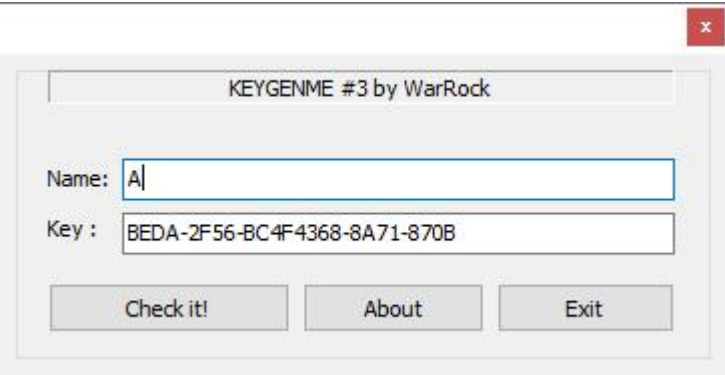 x
KEYGENME #3 by WarRock
Name: A
Key : BEDA-2F56-BC4F4368-8A71-870B
Check it! About Exit